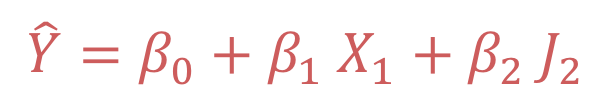 Ŷ = β₀ + β₁ X₁ + β₂ J₂